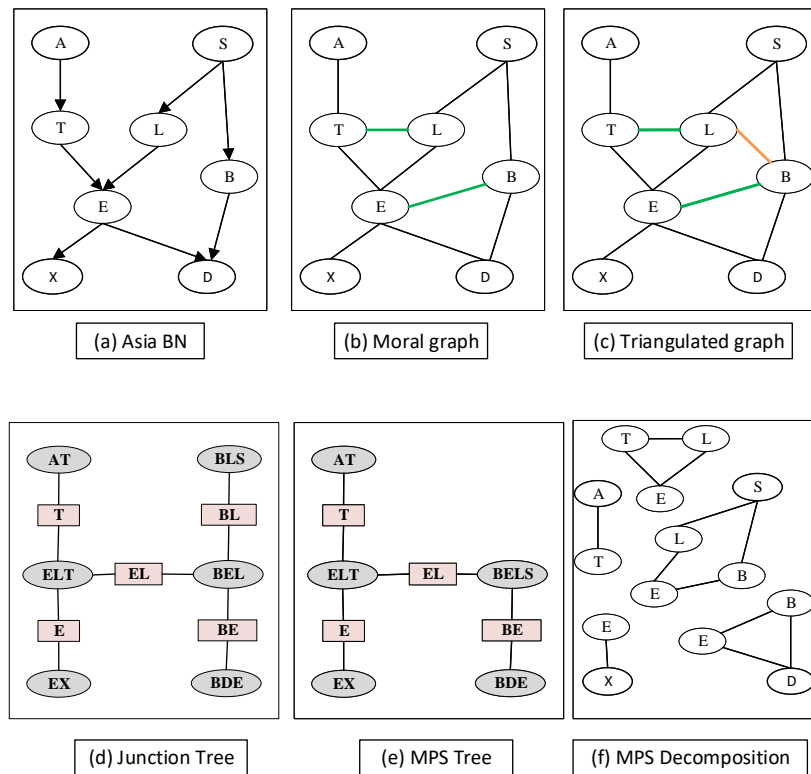 A
S
T
L
B
E
X
D
(a) Asia BN
A
S
T
L
B
E
X
D
(b) Moral graph
A
S
T
L
B
E
X
D
(c) Triangulated graph
AT
BLS
T
BL
ELT
EL
BEL
E
BE
EX
BDE
(d) Junction Tree
AT
T
ELT
EL
BELS
E
BE
EX
BDE
(e) MPS Tree
T
L
E
A
T
S
L
B
E
E
X
B
E
D
(f) MPS Decomposition